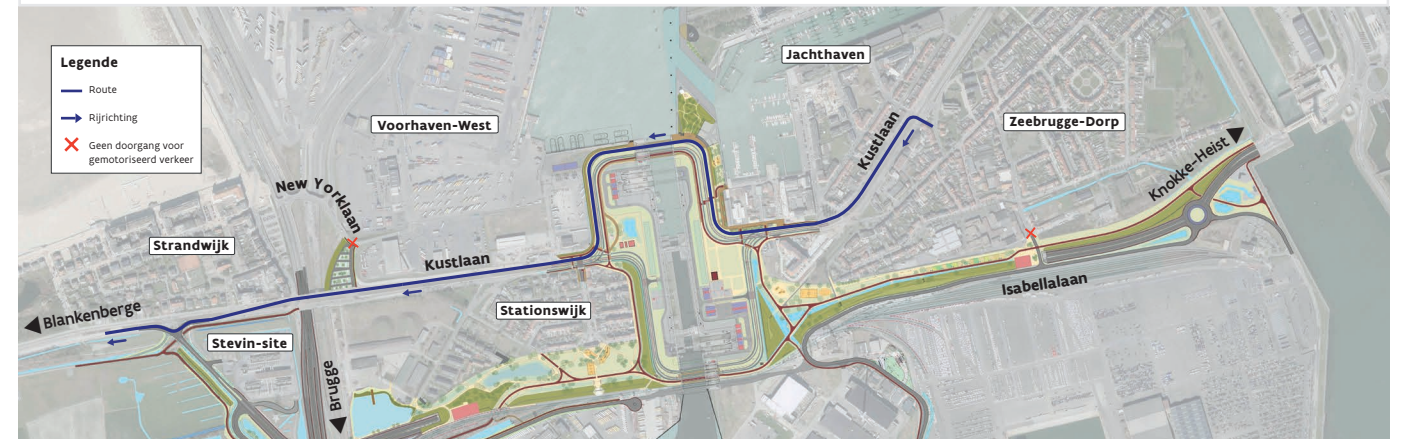 Legende
Route
Rijrichting
Geen doorgang voor
gemotoriseerd verkeer
Jachthaven
Voorhaven-West
Zeebrugge-Dorp
Kustlaan
Knokke-Heist
New Yorklaan
Strandwijk
Kustlaan
Isabellalaan
Blankenberge
Stationswijk
Stevin-site
Brugge